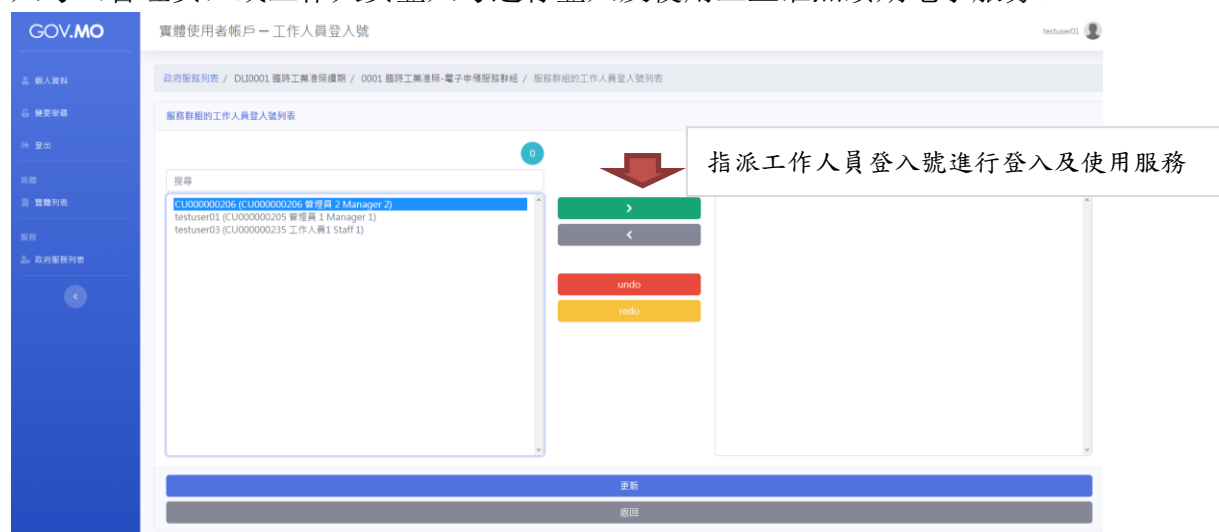 GOV.MO
實體使用者帳戶－工作人員登入號
testuser01
個人資料
變更密碼
登出
實體
實體列表
服務
政府服務列表
政府服務列表 / DLI0001 臨時工業准照續期 / 0001 臨時工業准照-電子申領服務群組 / 服務群組的工作人員登入號列表
服務群組的工作人員登入號列表
0
指派工作人員登入號進行登入及使用服務
搜尋
CU000000206 (CU000000206 管理員 2 Manager 2)
testuser01 (CU000000205 管理員 1 Manager 1)
testuser03 (CU000000235 工作人員1 Staff 1)
>
<
undo
redo
更新
返回